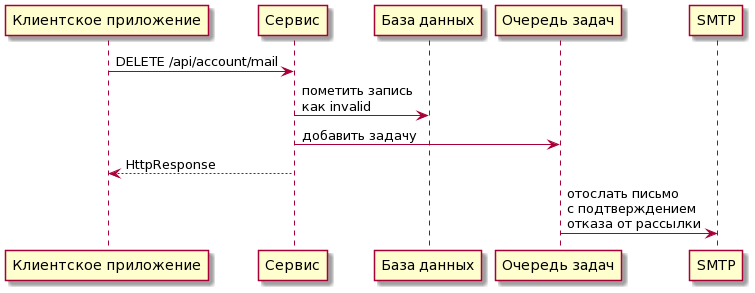 Клиентское приложение
Сервис
База данных
Очередь задач
SMTP
DELETE /api/account/mail
пометить запись
как invalid
добавить задачу
HttpResponse
отослать письмо
с подтверждением
отказа от рассылки
Клиентское приложение
Сервис
База данных
Очередь задач
SMTP